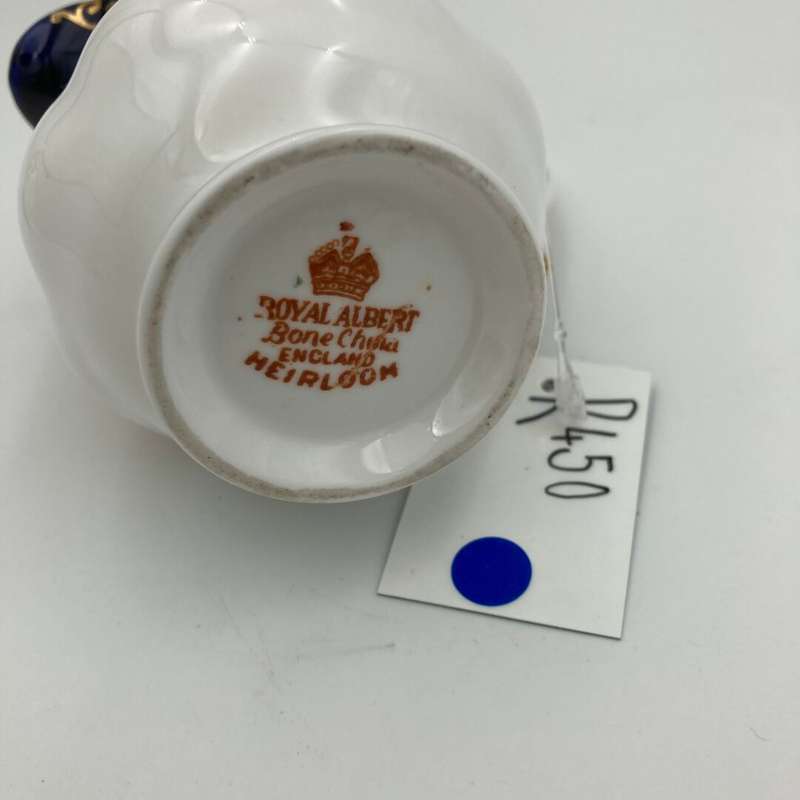 ROYAL ALBERT
Bone China
ENGLAND
HEIRLOOM
R450